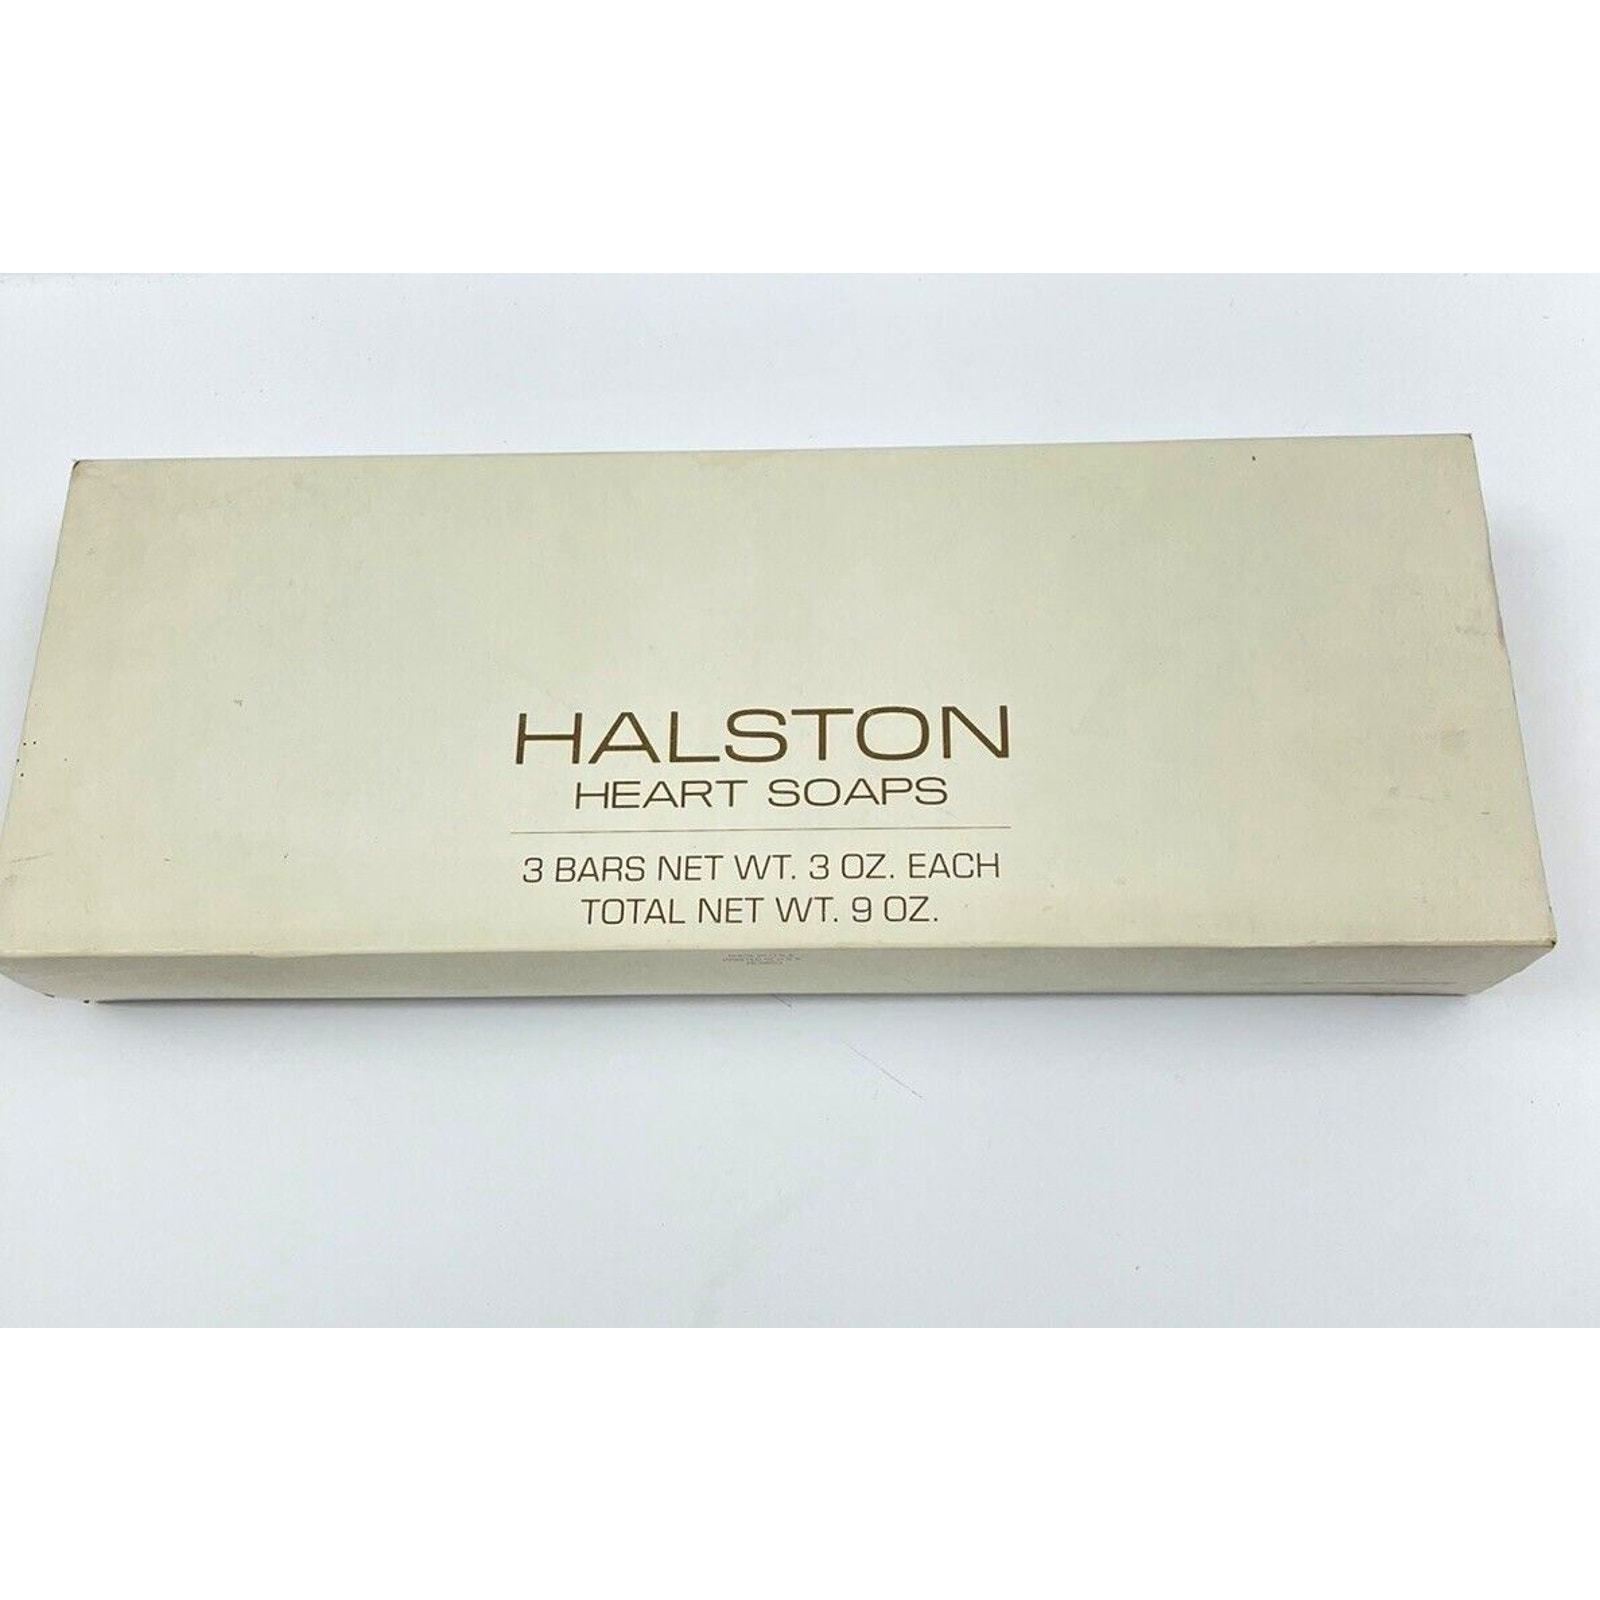 HALSTON
HEART SOAPS
3 BARS NET WT. 3 OZ. EACH
TOTAL NET WT. 9 OZ.